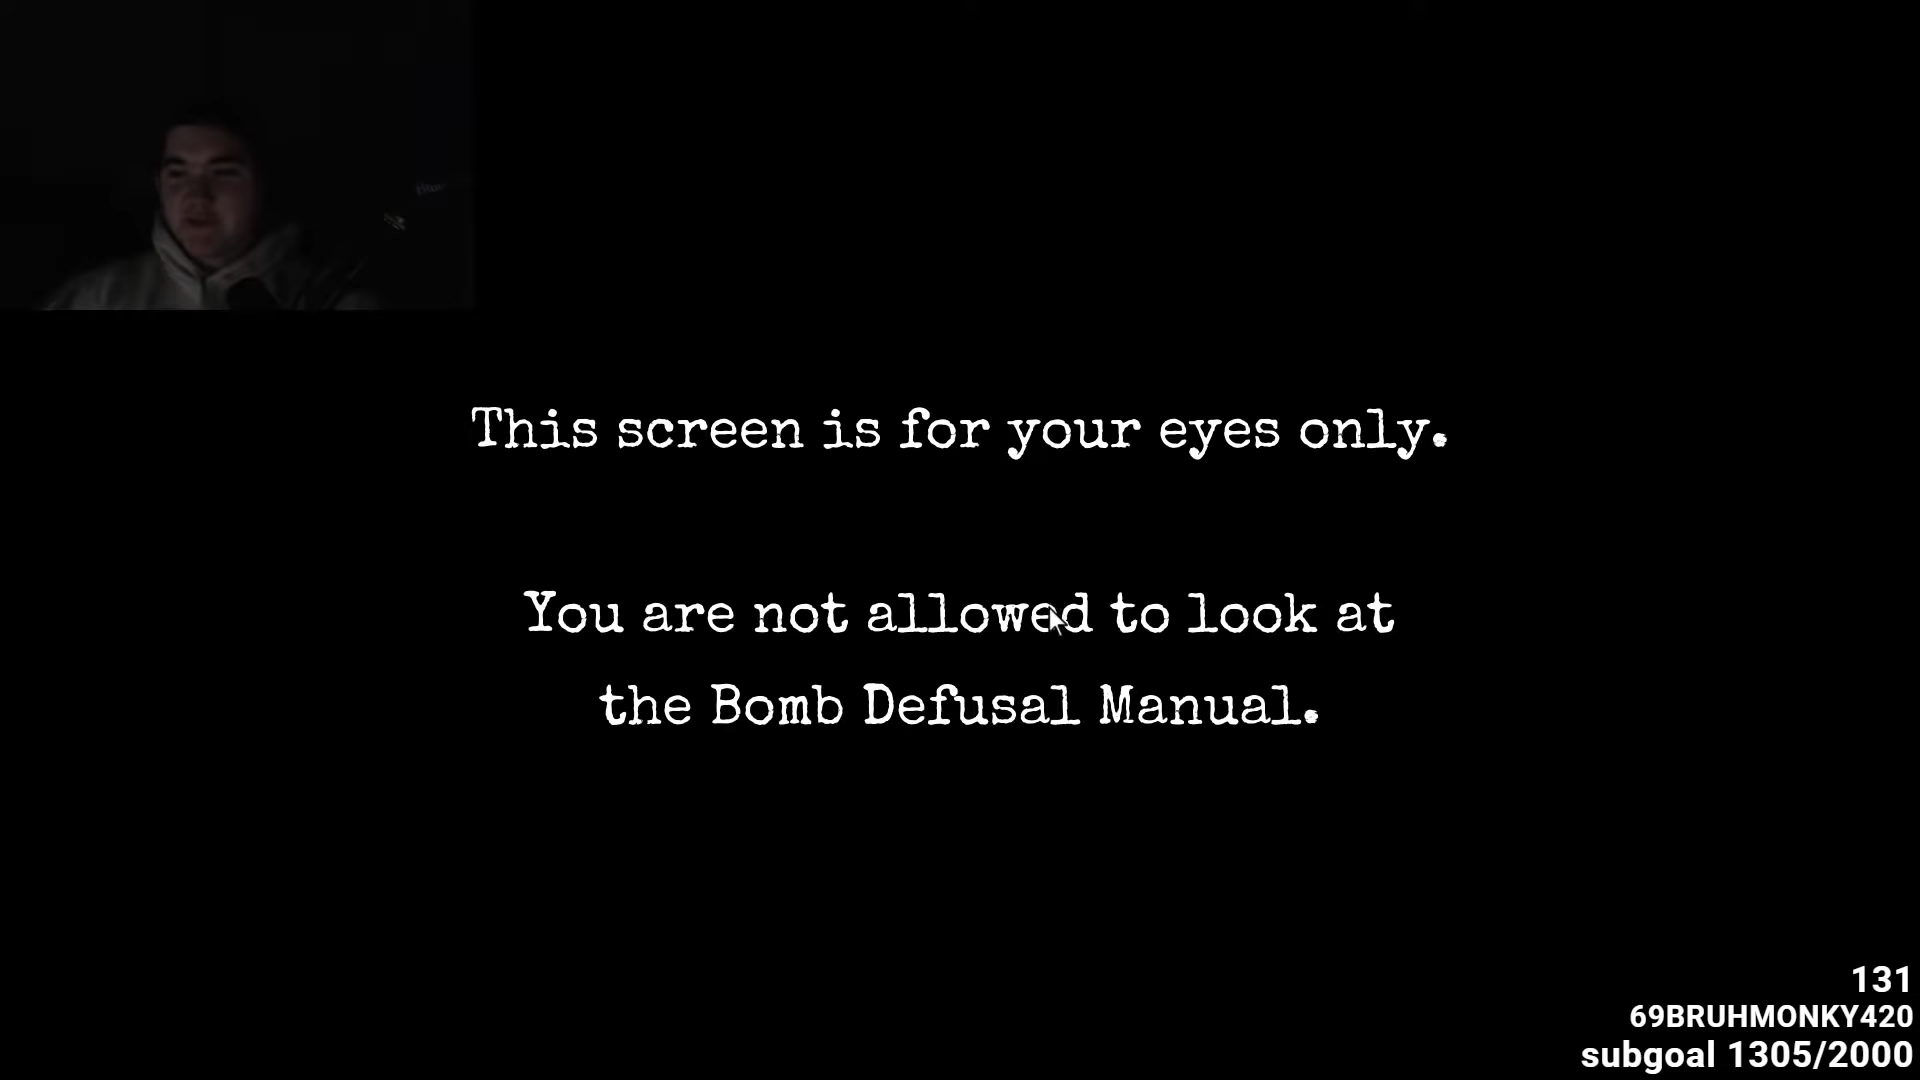 This screen is for your eyes only.
You are not allowed to look at
the Bomb Defusal Manual.
131
69BRUHMONKY420
subgoal 1305/2000